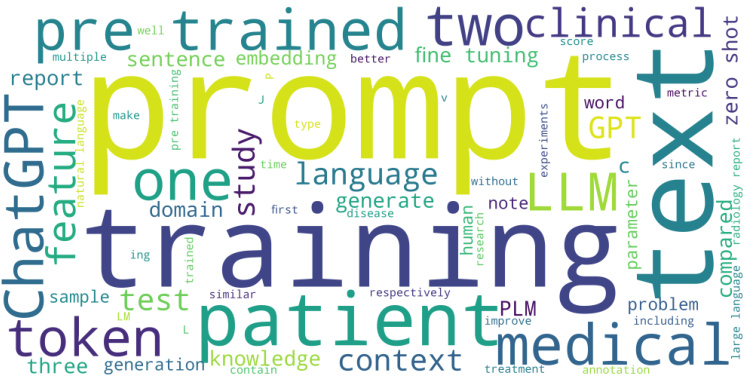 pre trained
two
clinical
multiple
well
sentence
embedding
better
fine tuning
score
process
report
zero shot
natural language
pre training
make
P
J
type
v
prompt
text
experiments
word
metric
GPT
ChatGPT
feature
one
study
language
time
without
LLM
C
since
domain
generate
note
human
research
parameter
compared
large language
radiology report
first
disease
training
ing
trained
sample
test
similar
respectively
PLM
problem
including
LM
L
token
patient
improve
medical
three
generation
knowledge
contain
context
treatment
annotation